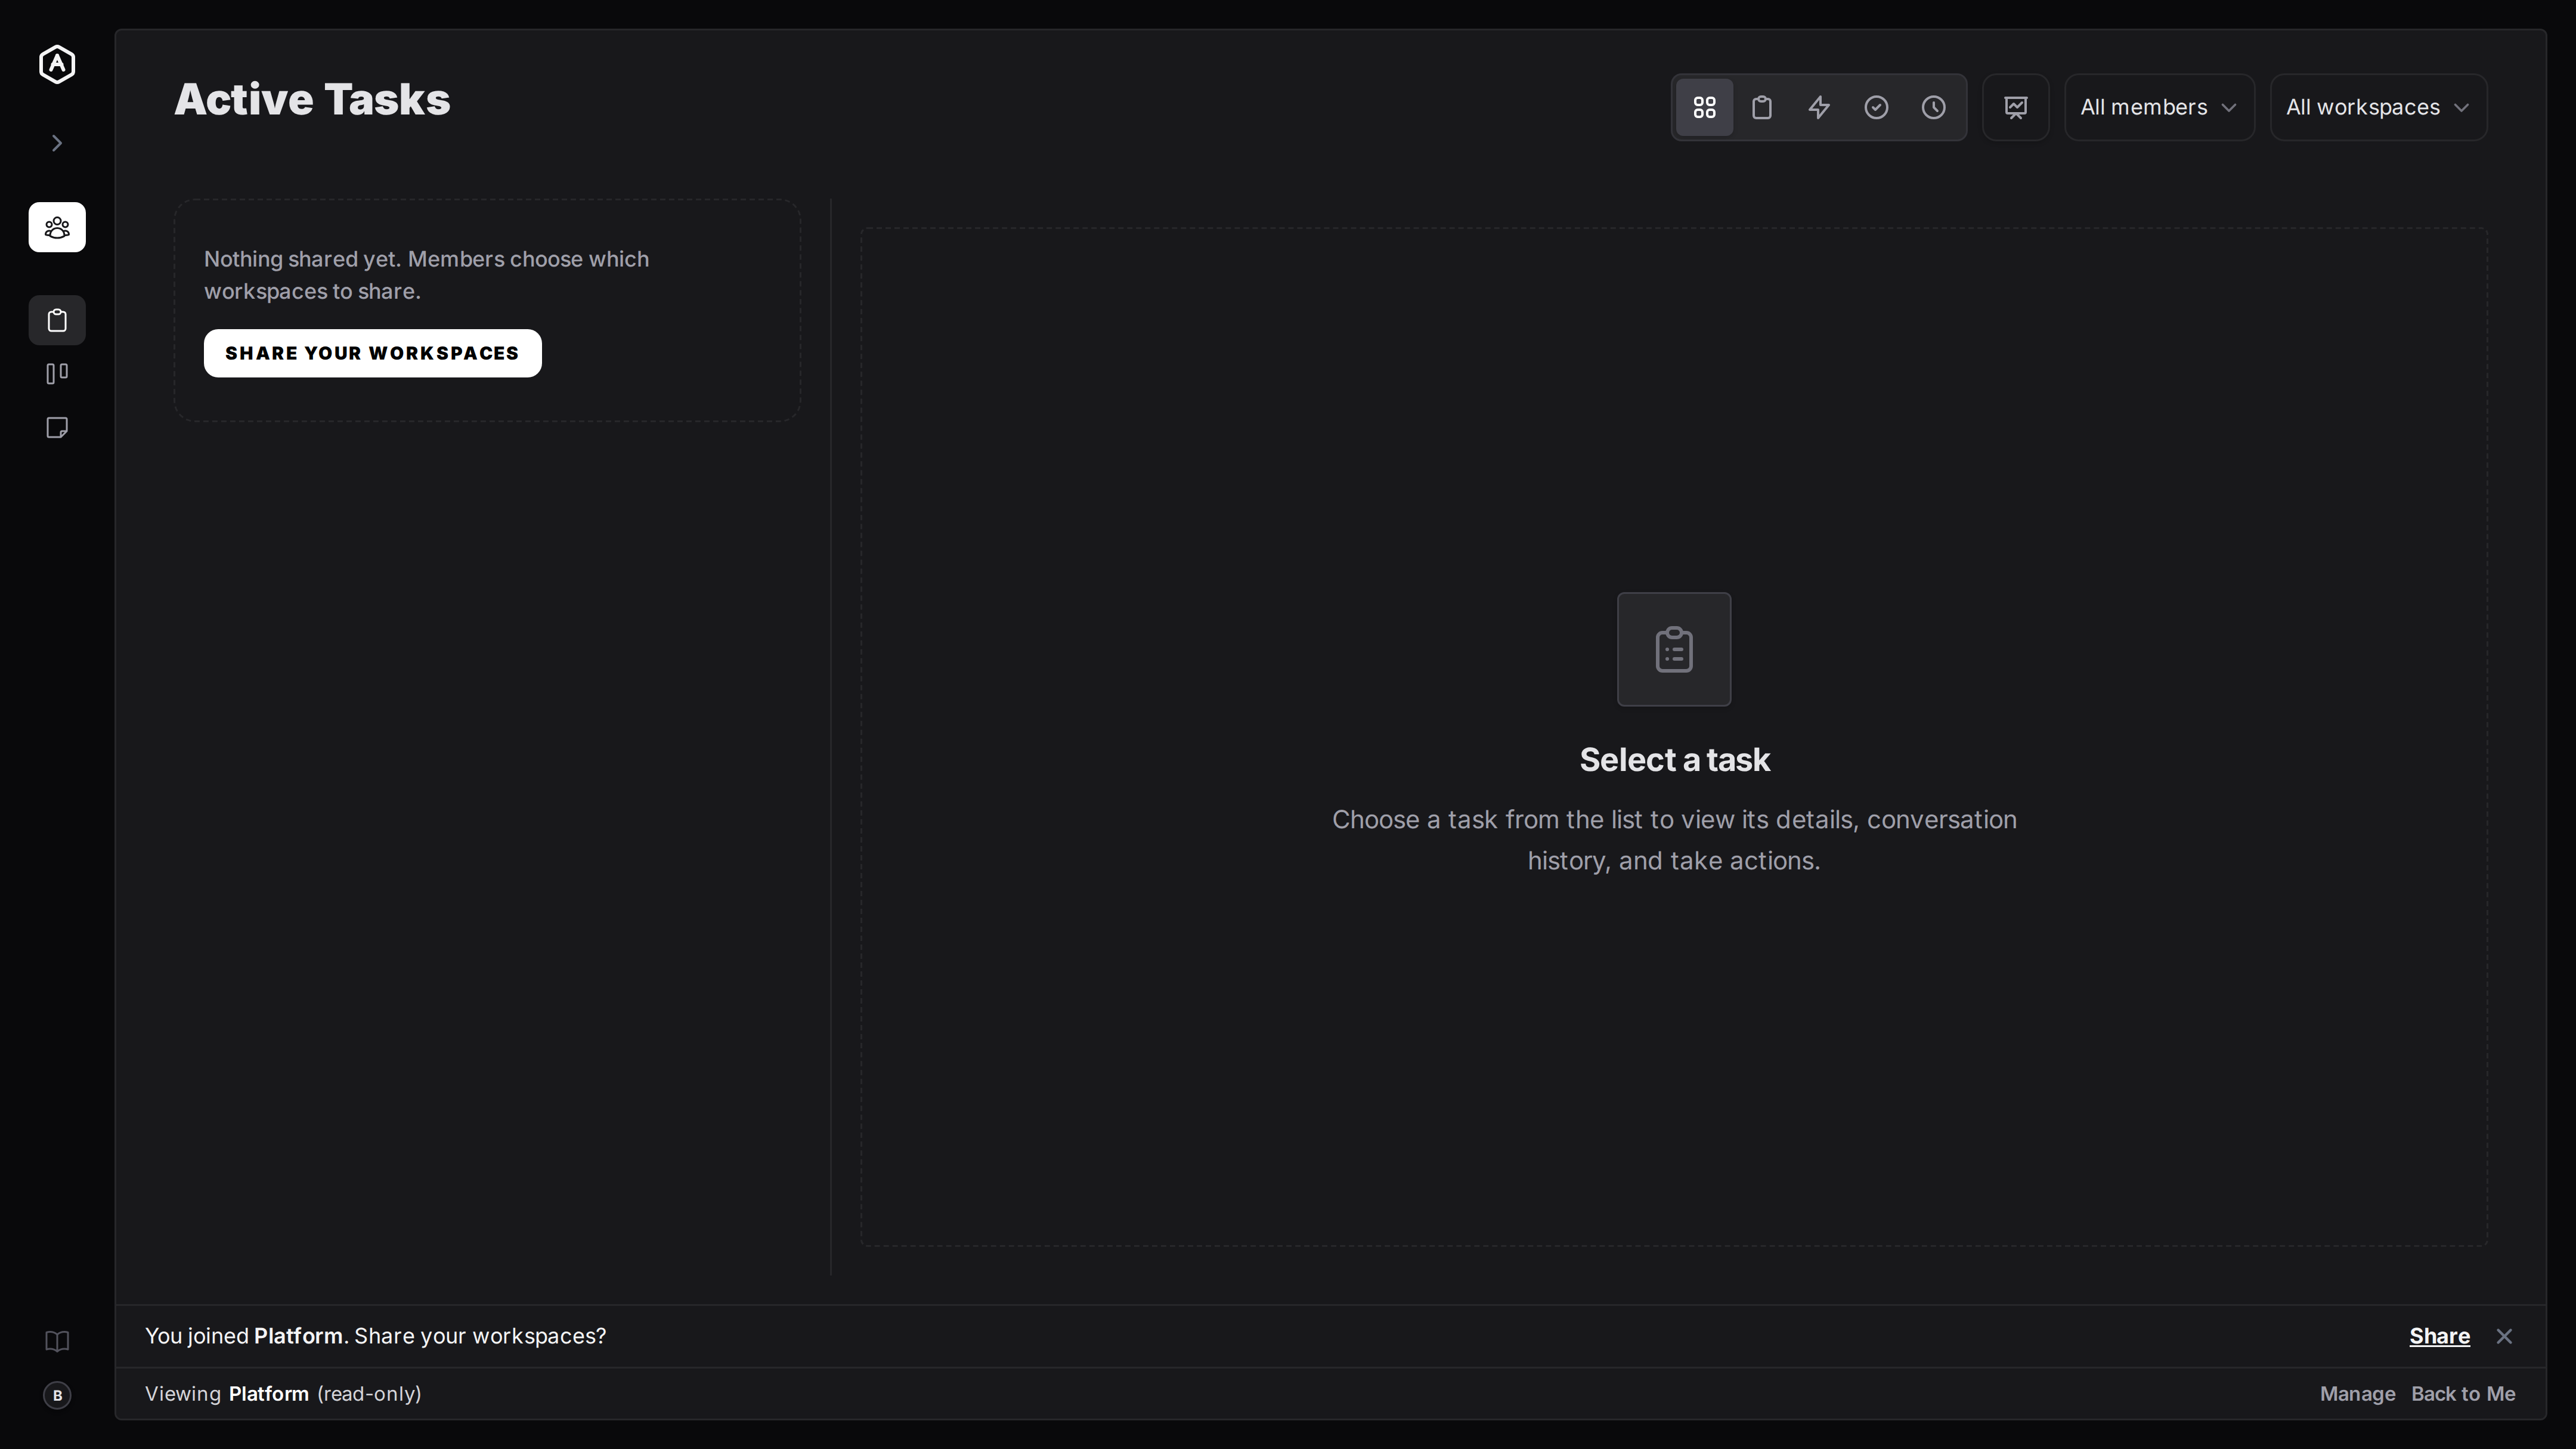 Active Tasks
All members
All workspaces
Nothing shared yet. Members choose which
workspaces to share.
SHARE YOUR WORKSPACES
Select a task
Choose a task from the list to view its details, conversation
history, and take actions.
You joined Platform. Share your workspaces?
Share
Viewing Platform (read-only)
Manage
Back to Me
B